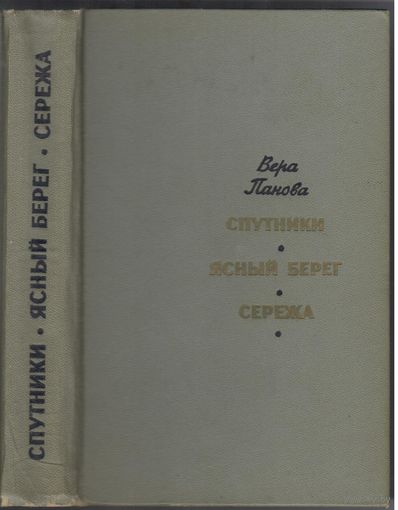 СПУТНИКИ • ЯСНЫЙ БЕРЕГ • СЕРЕЖА
Вера
Панова
СПУТНИКИ
•
ЯСНЫЙ БЕРЕГ
•
СЕРЕЖА
•